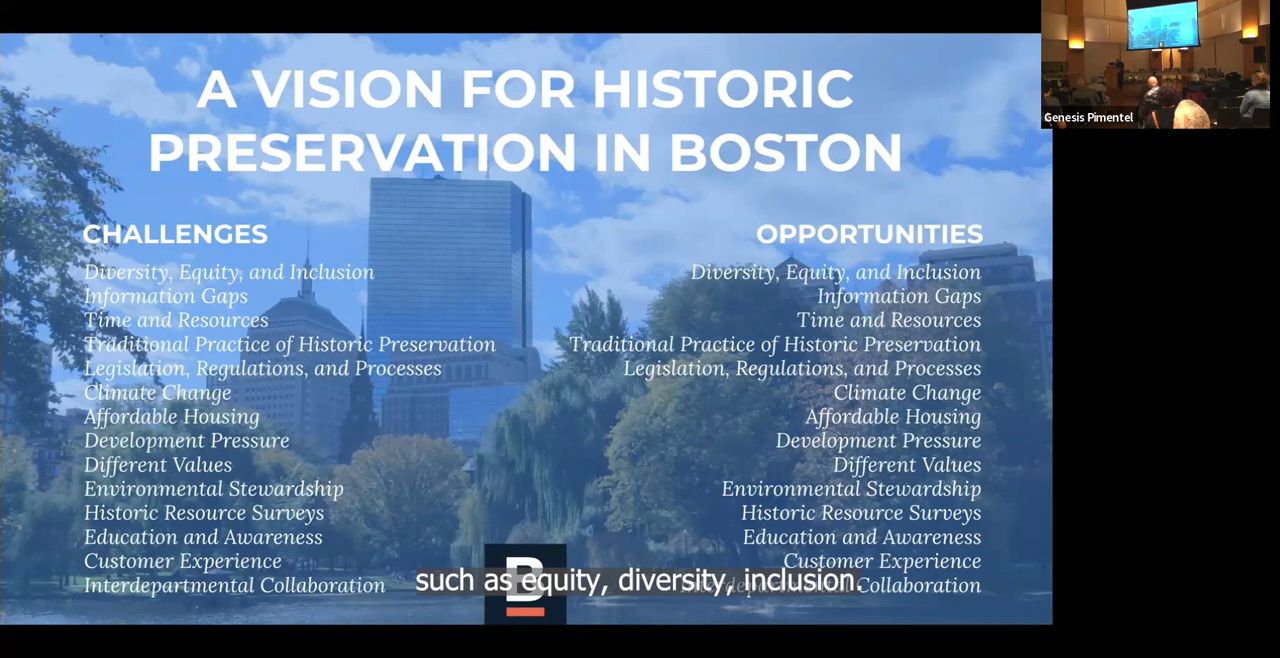 A VISION FOR HISTORIC
PRESERVATION IN BOSTON
CHALLENGES
Diversity, Equity, and Inclusion
Information Gaps
Time and Resources
Traditional Practice of Historic Preservation
Legislation, Regulations, and Processes
Climate Change
Affordable Housing
Development Pressure
Different Values
Environmental Stewardship
Historic Resource Surveys
Education and Awareness
Customer Experience
Interdepartmental Collaboration
OPPORTUNITIES
Diversity, Equity, and Inclusion
Information Gaps
Time and Resources
Traditional Practice of Historic Preservation
Legislation, Regulations, and Processes
Climate Change
Affordable Housing
Development Pressure
Different Values
Environmental Stewardship
Historic Resource Surveys
Education and Awareness
Customer Experience
Interdepartmental Collaboration
B
such as equity, diversity, inclusion.
Genesis Pimentel